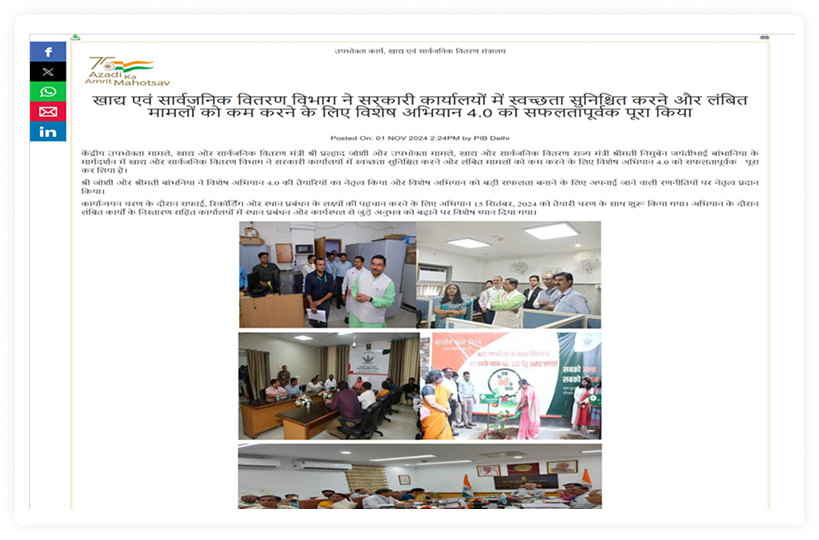 उपभोक्ता कार्य, खाद्य एवं सार्वजनिक वितरण मंत्रालय
75
Azadi Ka
Amrit Mahotsav
खाद्य एवं सार्वजनिक वितरण विभाग ने सरकारी कार्यालयों में स्वच्छता सुनिश्चित करने और लंबित
मामलों को कम करने के लिए विशेष अभियान 4.0 को सफलतापूर्वक पूरा किया
Posted On: 01 NOV 2024 2:24PM by PIB Delhi
केंद्रीय उपभोक्ता मामले, खाद्य और सार्वजनिक वितरण मंत्री श्री प्रल्हाद जोशी और उपभोक्ता मामले, खाद्य और सार्वजनिक वितरण राज्य मंत्री श्रीमती निमुबेन जयंतीभाई बांभानिया के
मार्गदर्शन में खाद्य और सार्वजनिक वितरण विभाग ने सरकारी कार्यालयों में स्वच्छता सुनिश्चित करने और लंबित मामलों को कम करने के लिए विशेष अभियान 4.0 को सफलतापूर्वक पूरा
कर लिया है।
श्री जोशी और श्रीमती बांभनिया ने विशेष अभियान 4.0 की तैयारियों का नेतृत्व किया और विशेष अभियान को बड़ी सफलता बनाने के लिए अपनाई जाने वाली रणनीतियों पर नेतृत्व प्रदान
किया।
कार्यान्वयन चरण के दौरान सफाई, रिकॉर्डिंग और स्थान प्रबंधन के लक्ष्यों की पहचान करने के लिए अभियान 15 सितंबर, 2024 को तैयारी चरण के साथ शुरू किया गया। अभियान के दौरान
लंबित कार्यों के निस्तारण सहित कार्यालयों में स्थान प्रबंधन और कार्यस्थल से जुड़े अनुभव को बढ़ाने पर विशेष ध्यान दिया गया।
सबको अन्न